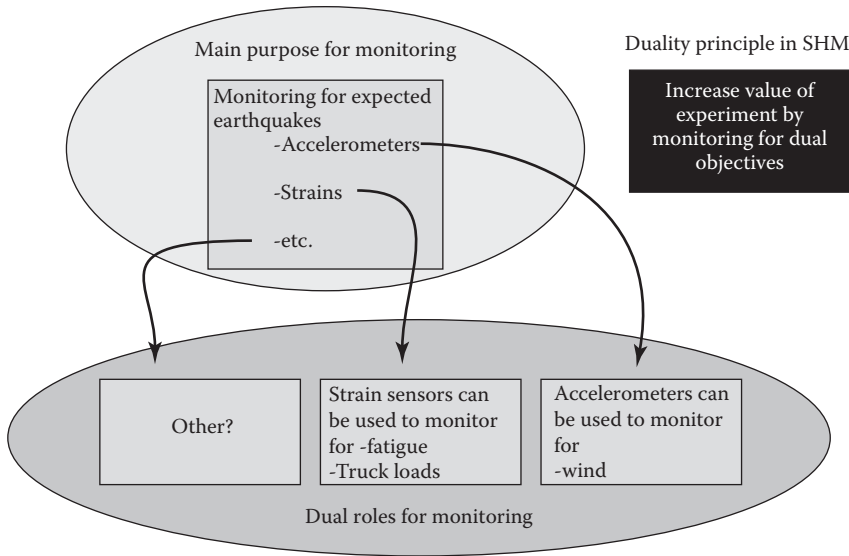 Main purpose for monitoring
Monitoring for expected
earthquakes
-Accelerometers
-Strains
-etc.
Duality principle in SHM
Increase value of
experiment by
monitoring for dual
objectives
Other?
Strain sensors can
be used to monitor
for -fatigue
-Truck loads
Accelerometers can
be used to monitor
for
-wind
Dual roles for monitoring